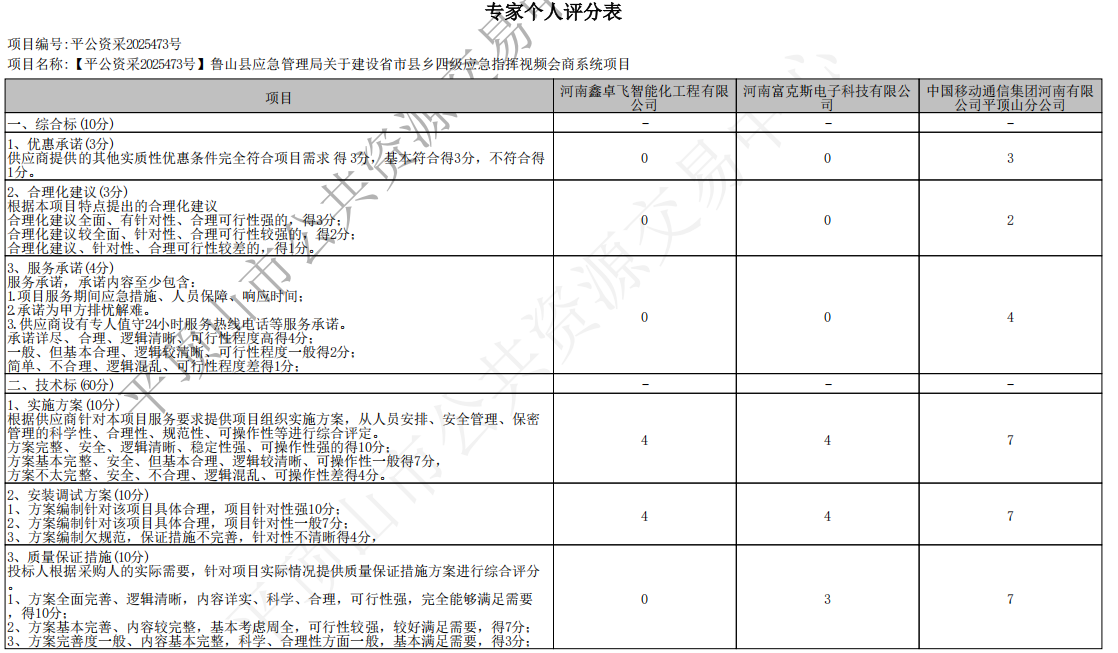 专家个人评分表
项目编号:平公资采2025473号
项目名称:【平公资采2025473号】鲁山县应急管理局关于建设省市县乡四级应急指挥视频会商系统项目
项目
河南鑫卓飞智能化工程有限
公司
河南富克斯电子科技有限公
司
中国移动通信集团河南有限
公司平顶山分公司
一、综合标(10分)
-
-
-
1、优惠承诺(3分)
供应商提供的其他实质性优惠条件完全符合项目需求 得 3分，基本符合得3分，不符合得
1分。
0
0
3
2、合理化建议(3分)
根据本项目特点提出的合理化建议
合理化建议全面、有针对性、合理可行性强的，得3分；
合理化建议较全面、针对性、合理可行性较强的，得2分；
合理化建议、针对性、合理可行性较差的，得1分。
0
0
2
3、服务承诺(4分)
服务承诺，承诺内容至少包含；
1.项目服务期间应急措施、人员保障、响应时间；
2.承诺为甲方排忧解难。
3.供应商设有专人值守24小时服务热线电话等服务承诺。
承诺详尽、合理、逻辑清晰、可行性程度高得4分；
一般、但基本合理、逻辑较清晰、可行性程度一般得2分；
简单、不合理、逻辑混乱、可行性程度差得1分；
0
0
4
二、技术标(60分)
-
-
-
1、实施方案(10分)
根据供应商针对本项目服务要求提供项目组织实施方案，从人员安排、安全管理、保密
管理的科学性、合理性、规范性、可操作性等进行综合评定。
方案完整、安全、逻辑清晰、稳定性强、可操作性强的得10分；
方案基本完整、安全、但基本合理、逻辑较清晰、可操作性一般得7分，
方案不太完整、安全、不合理、逻辑混乱、可操作性差得4分。
4
4
7
2、安装调试方案(10分)
1、方案编制针对该项目具体合理，项目针对性强10分；
2、方案编制针对该项目具体合理，项目针对性一般7分；
3、方案编制欠规范，保证措施不完善，针对性不清晰得4分，
4
4
7
3、质量保证措施(10分)
投标人根据采购人的实际需要，针对项目实际情况提供质量保证措施方案进行综合评分
。
1、方案全面完善、逻辑清晰，内容详实、科学、合理，可行性强，完全能够满足需要
，得10分；
2、方案基本完善、内容较完整，基本考虑周全，可行性较强，较好满足需要，得7分；
3、方案完善度一般、内容基本完整，科学、合理性方面一般，基本满足需要，得3分；
0
3
7
平顶山市公共资源交易中
平顶山市公共资源交易中心